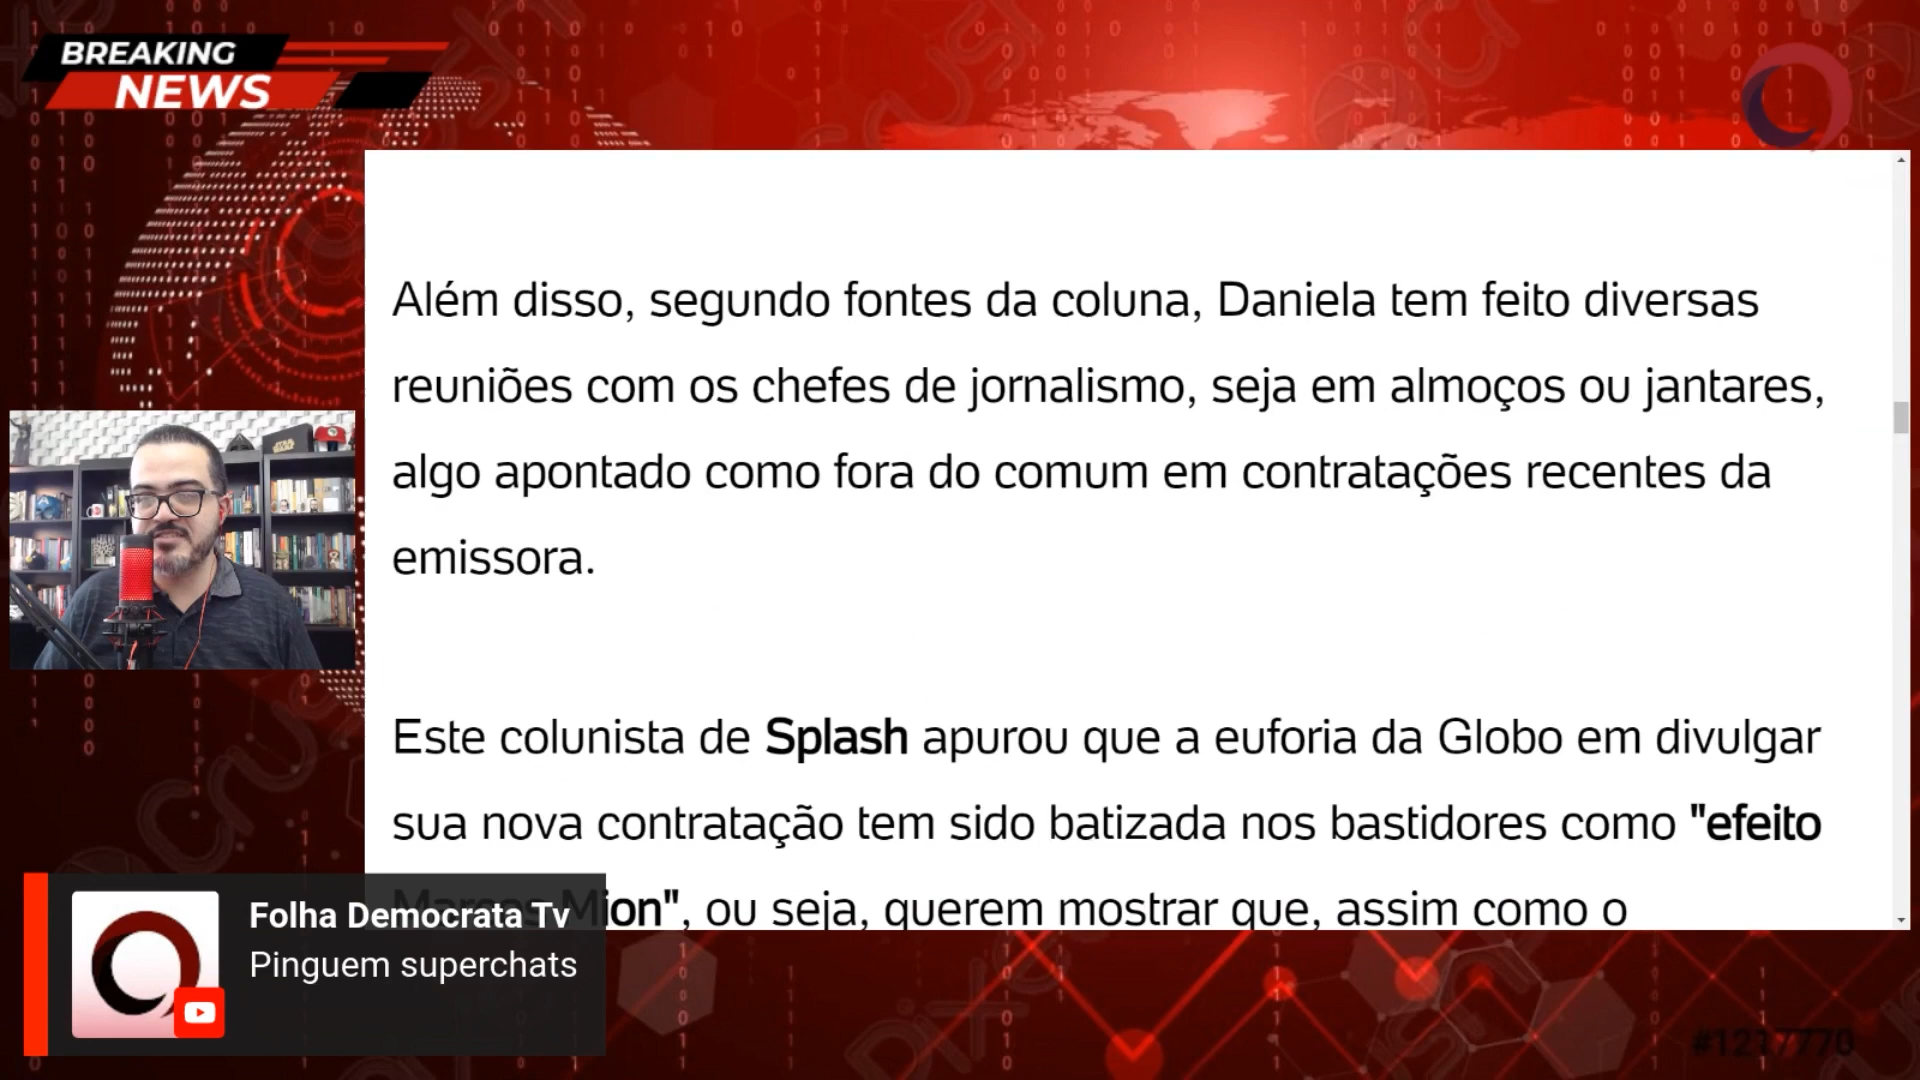 BREAKING
NEWS
Além disso, segundo fontes da coluna, Daniela tem feito diversas
reuniões com os chefes de jornalismo, seja em almoços ou jantares,
algo apontado como fora do comum em contratações recentes da
emissora.
Este colunista de Splash apurou que a euforia da Globo em divulgar
sua nova contratação tem sido batizada nos bastidores como "efeito
Marcos Mion", ou seja, querem mostrar que, assim como o
Folha Democrata Tv
Pinguem superchats
#1217770